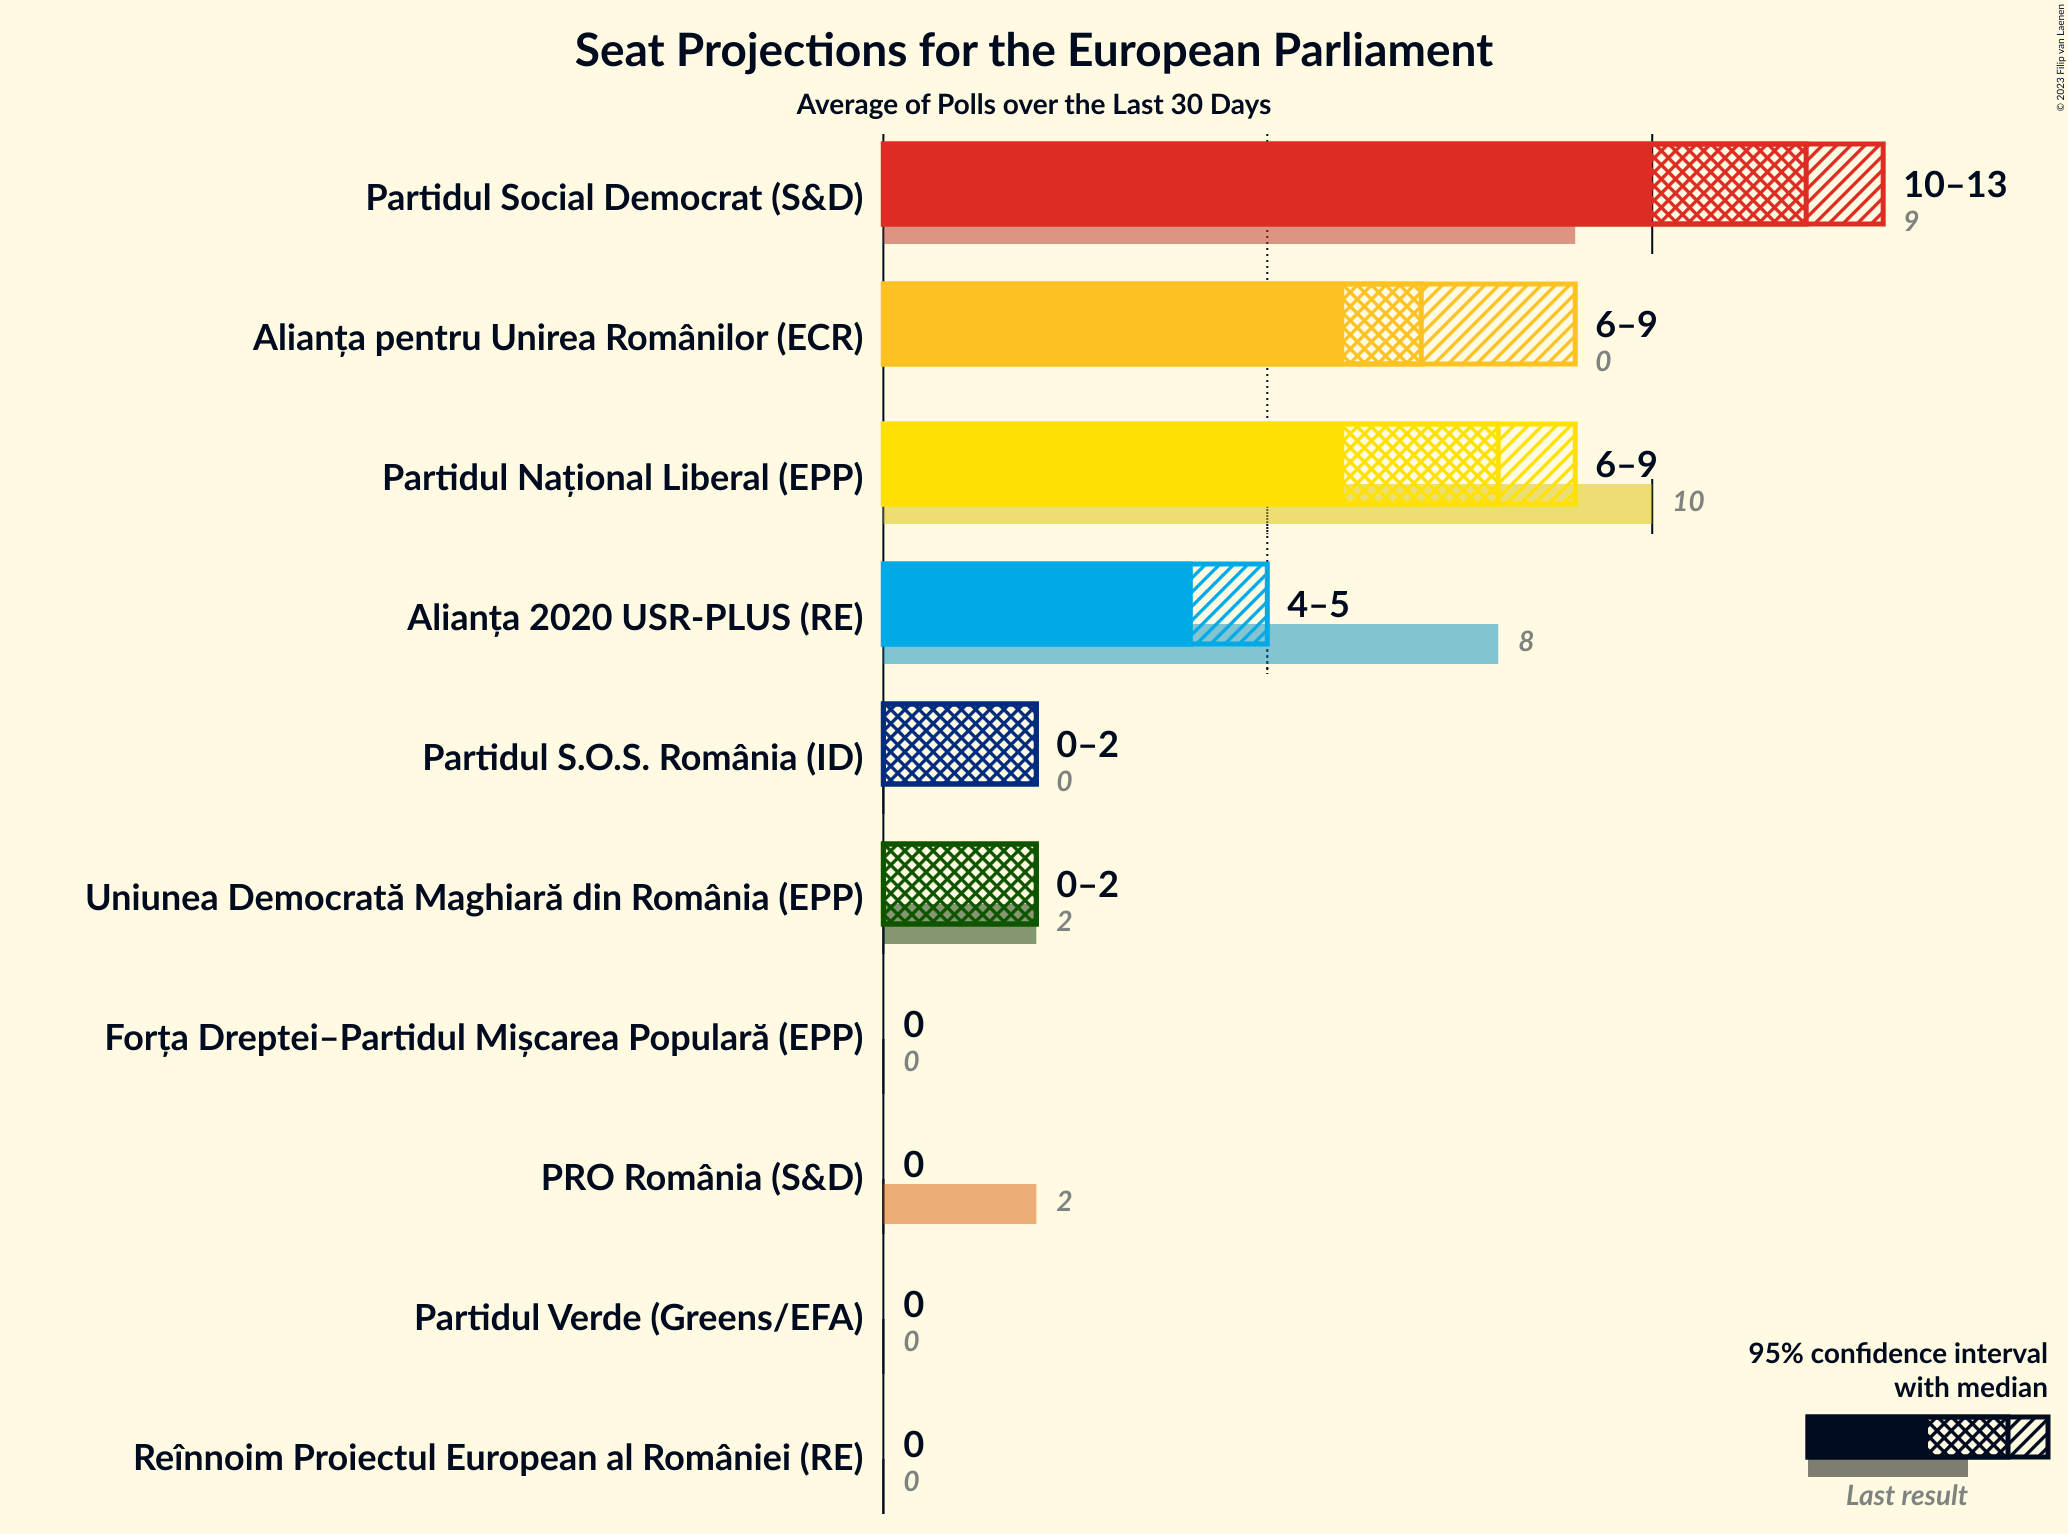 Seat Projections for the European Parliament
Average of Polls over the Last 30 Days
© 2023 Filip van Laenen
Partidul Social Democrat (S&D)
10–13
9
Alianța pentru Unirea Românilor (ECR)
6–9
0
Partidul Național Liberal (EPP)
6–9
10
Alianța 2020 USR-PLUS (RE)
4–5
8
Partidul S.O.S. România (ID)
0–2
0
Uniunea Democrată Maghiară din România (EPP)
0–2
2
Forța Dreptei–Partidul Mișcarea Populară (EPP)
0
0
PRO România (S&D)
0
2
Partidul Verde (Greens/EFA)
0
0
Reînnoim Proiectul European al României (RE)
0
0
95% confidence interval
with median
Last result